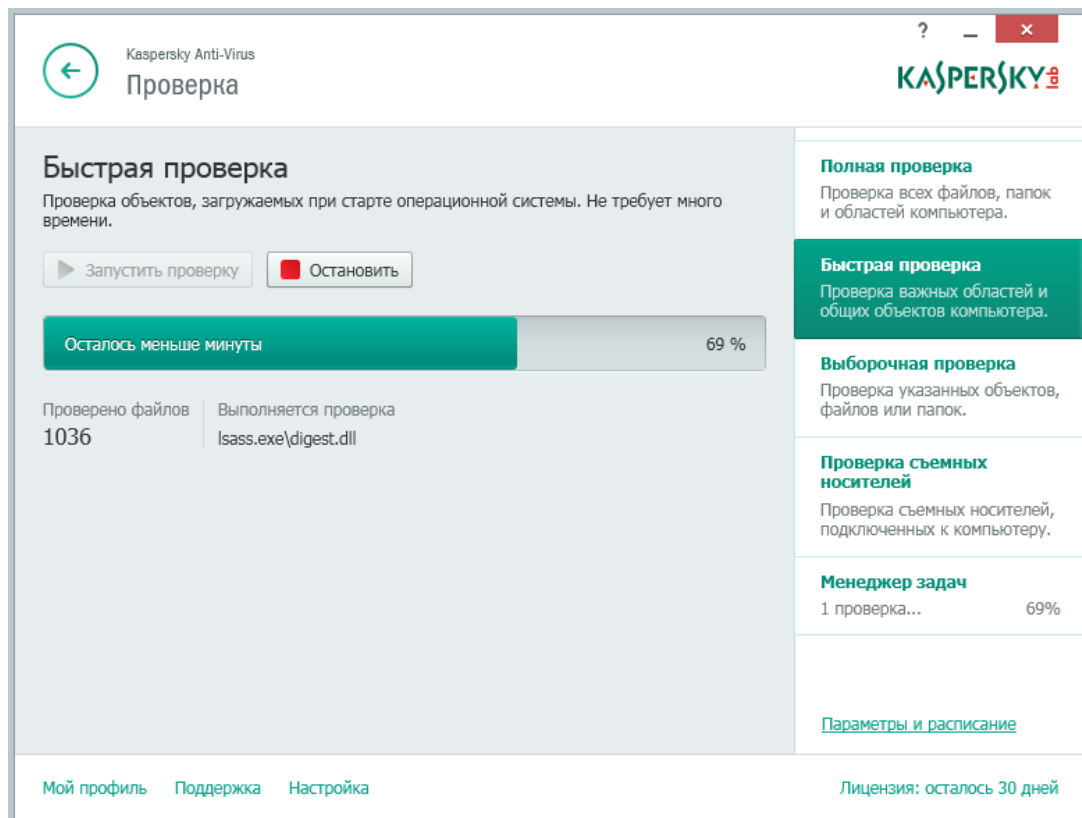 Kaspersky Anti-Virus
Проверка
?
KASPERSKY lab
Быстрая проверка
Проверка объектов, загружаемых при старте операционной системы. Не требует много
времени.
Запустить проверку
Остановить
Осталось меньше минуты
69 %
Проверено файлов
1036
Выполняется проверка
lsass.exe\digest.dll
Полная проверка
Проверка всех файлов, папок
и областей компьютера.
Быстрая проверка
Проверка важных областей и
общих объектов компьютера.
Выборочная проверка
Проверка указанных объектов,
файлов или папок.
Проверка съемных
носителей
Проверка съемных носителей,
подключенных к компьютеру.
Менеджер задач
1 проверка... 69%
Параметры и расписание
Мой профиль Поддержка Настройка
Лицензия: осталось 30 дней